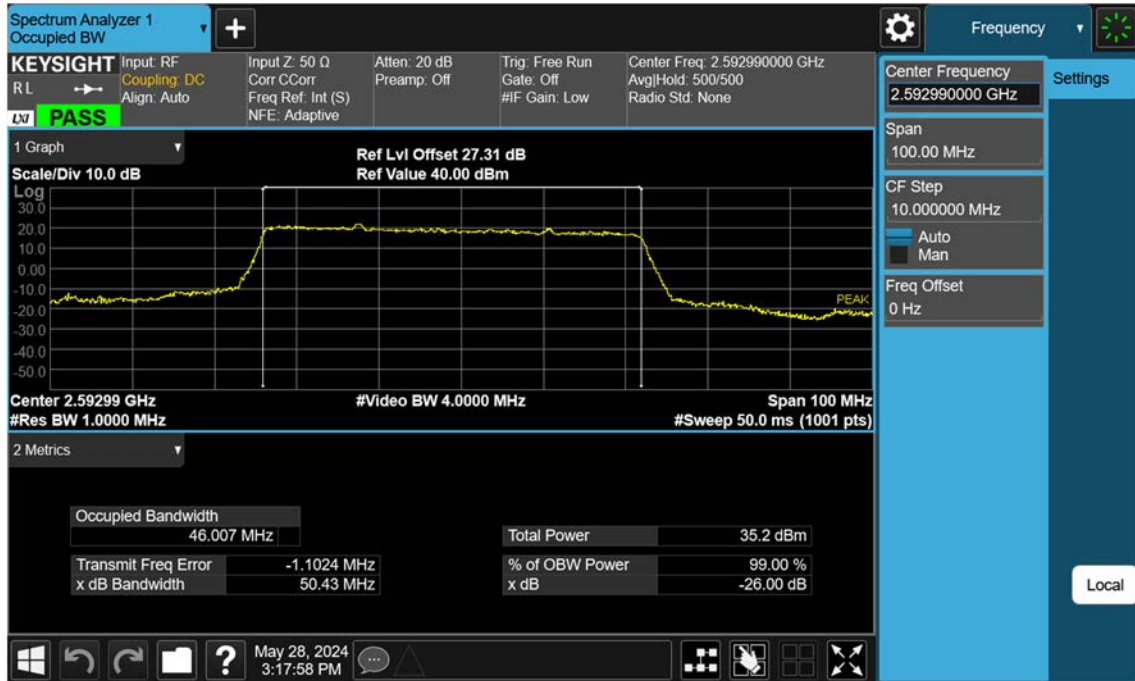 Spectrum Analyzer 1
Occupied BW
Frequency
KEYSIGHT
R L
LXI PASS
Input: RF
Coupling: DC
Align: Auto
Input Z: 50 Ω
Corr CCorr
Freq Ref: Int (S)
NFE: Adaptive
Atten: 20 dB
Preamp: Off
Trig: Free Run
Gate: Off
#IF Gain: Low
Center Freq: 2.592990000 GHz
Avg|Hold: 500/500
Radio Std: None
Center Frequency
2.592990000 GHz
Settings
Span
100.00 MHz
CF Step
10.000000 MHz
Auto
Man
Freq Offset
0 Hz
Local
1 Graph
Scale/Div 10.0 dB
Ref Lvl Offset 27.31 dB
Ref Value 40.00 dBm
Log
30.0
20.0
10.0
0.00
-10.0
-20.0
-30.0
-40.0
-50.0
PEAK
Center 2.59299 GHz
#Video BW 4.0000 MHz
Span 100 MHz
#Res BW 1.0000 MHz
#Sweep 50.0 ms (1001 pts)
2 Metrics
Occupied Bandwidth
46.007 MHz
Total Power 35.2 dBm
Transmit Freq Error -1.1024 MHz
% of OBW Power 99.00 %
x dB Bandwidth 50.43 MHz
x dB -26.00 dB
?
May 28, 2024
3:17:58 PM